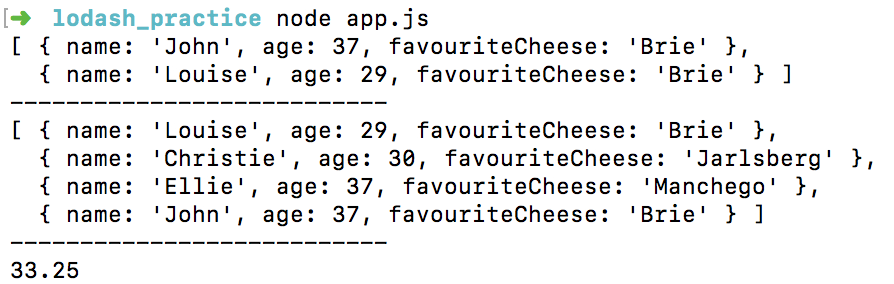 [➜  lodash_practice node app.js
[ { name: 'John', age: 37, favouriteCheese: 'Brie' },
  { name: 'Louise', age: 29, favouriteCheese: 'Brie' } ]
---------------------------
[ { name: 'Louise', age: 29, favouriteCheese: 'Brie' },
  { name: 'Christie', age: 30, favouriteCheese: 'Jarlsberg' },
  { name: 'Ellie', age: 37, favouriteCheese: 'Manchego' },
  { name: 'John', age: 37, favouriteCheese: 'Brie' } ]
---------------------------
33.25